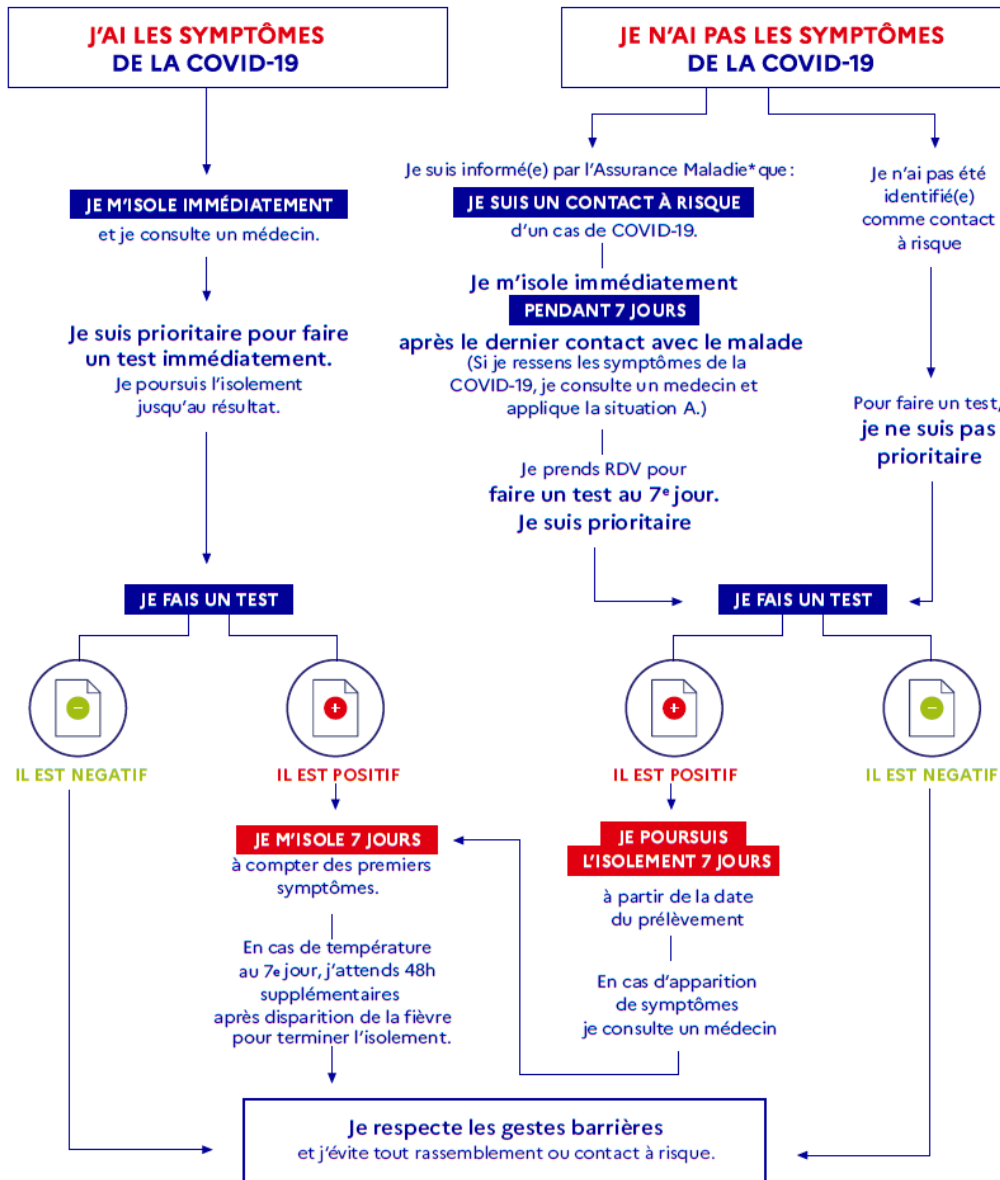 J'AI LES SYMPTÔMES
DE LA COVID-19
JE M'ISOLE IMMÉDIATEMENT
et je consulte un médecin.
Je suis prioritaire pour faire
un test immédiatement.
Je poursuis l'isolement
jusqu'au résultat.
JE FAIS UN TEST
IL EST NEGATIF
IL EST POSITIF
JE M'ISOLE 7 JOURS
à compter des premiers
symptômes.
En cas de température
au 7e jour, j'attends 48h
supplémentaires
après disparition de la fièvre
pour terminer l'isolement.
JE N'AI PAS LES SYMPTÔMES
DE LA COVID-19
Je suis informé(e) par l'Assurance Maladie* que :
JE SUIS UN CONTACT À RISQUE
d'un cas de COVID-19.
Je m'isole immédiatement
PENDANT 7 JOURS
après le dernier contact avec le malade
(Si je ressens les symptômes de la
COVID-19, je consulte un medecin et
applique la situation A.)
Je prends RDV pour
faire un test au 7e jour.
Je suis prioritaire
Je n'ai pas été
identifié(e)
comme contact
à risque
Pour faire un test,
je ne suis pas
prioritaire
JE FAIS UN TEST
IL EST POSITIF
IL EST NEGATIF
JE POURSUIS
L'ISOLEMENT 7 JOURS
à partir de la date
du prélèvement
En cas d'apparition
de symptômes
je consulte un médecin
Je respecte les gestes barrières
et j'évite tout rassemblement ou contact à risque.